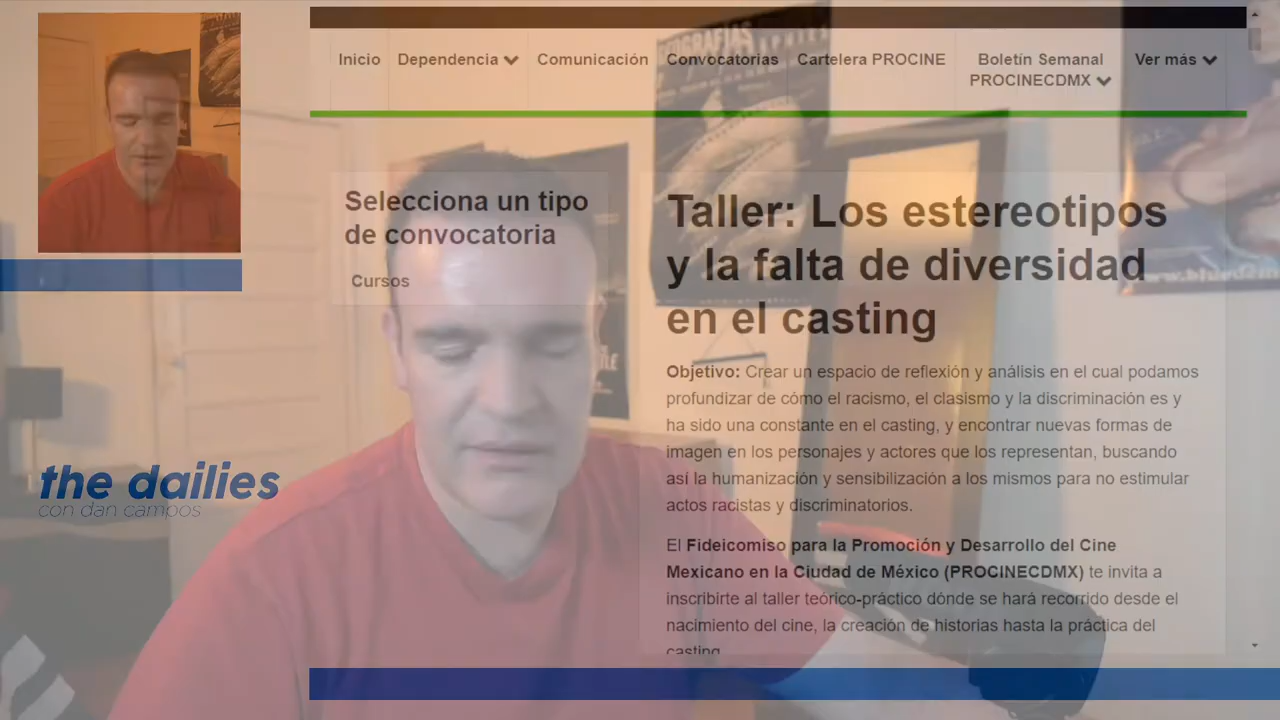 Inicio
Dependencia
Comunicación
Convocatorias
Cartelera PROCINE
Boletín Semanal
PROCINECDMX
Ver más
Selecciona un tipo
de convocatoria
Cursos
Taller: Los estereotipos
y la falta de diversidad
en el casting
Objetivo: Crear un espacio de reflexión y análisis en el cual podamos
profundizar de cómo el racismo, el clasismo y la discriminación es y
ha sido una constante en el casting, y encontrar nuevas formas de
imagen en los personajes y actores que los representan, buscando
así la humanización y sensibilización a los mismos para no estimular
actos racistas y discriminatorios.
El Fideicomiso para la Promoción y Desarrollo del Cine
Mexicano en la Ciudad de México (PROCINECDMX) te invita a
inscribirte al taller teórico-práctico dónde se hará recorrido desde el
nacimiento del cine, la creación de historias hasta la práctica del
casting
the dailies
con dan campos